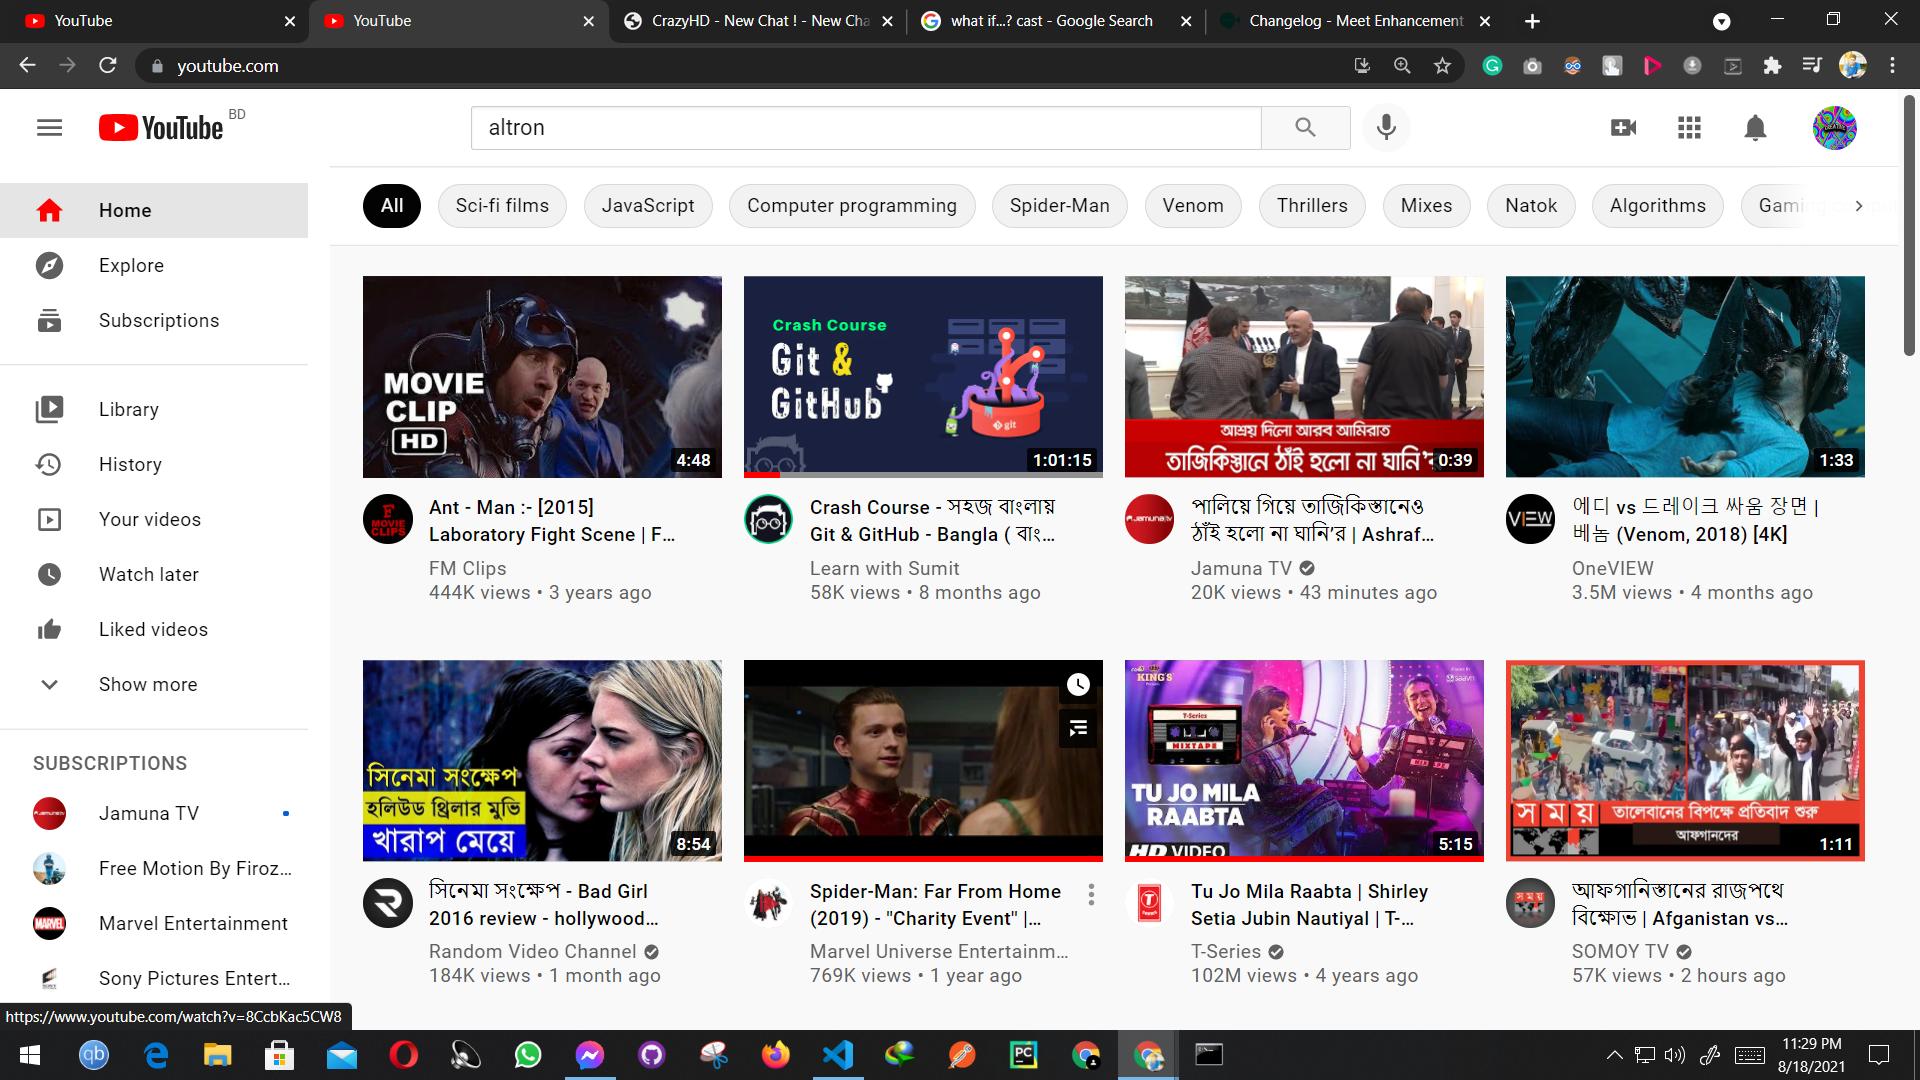 YouTube
YouTube
CrazyHD - New Chat ! - New Cha
what if...? cast - Google Search
Changelog - Meet Enhancement
youtube.com
YouTube BD
altron
Home
Explore
Subscriptions
Library
History
Your videos
Watch later
Liked videos
Show more
SUBSCRIPTIONS
Jamuna TV
Free Motion By Firoz...
Marvel Entertainment
Sony Pictures Entert...
All
Sci-fi films
JavaScript
Computer programming
Spider-Man
Venom
Thrillers
Mixes
Natok
Algorithms
MOVIE
CLIP
HD
4:48
Ant - Man :- [2015]
Laboratory Fight Scene | F...
FM Clips
444K views • 3 years ago
Crash Course
Git &
GitHub
git
1:01:15
Crash Course - সহজ বাংলায়
Git & GitHub - Bangla ( বাং...
Learn with Sumit
58K views • 8 months ago
আশ্রয় দিলো আরব আমিরাত
তাজিকিস্তানে ঠাঁই হলো না ঘানি'র
0:39
পালিয়ে গিয়ে তাজিকিস্তানেও
ঠাঁই হলো না ঘানি’র | Ashraf...
Jamuna TV
20K views • 43 minutes ago
1:33
VIEW
에디 vs 드레이크 싸움 장면 |
베놈 (Venom, 2018) [4K]
OneVIEW
3.5M views • 4 months ago
সিনেমা সংক্ষেপ
হলিউড থ্রিলার মুভি
খারাপ মেয়ে
8:54
সিনেমা সংক্ষেপ - Bad Girl
2016 review - hollywood...
Random Video Channel
184K views • 1 month ago
Spider-Man: Far From Home
(2019) - "Charity Event" |...
Marvel Universe Entertainm...
769K views • 1 year ago
KING'S
saavn
T-Series
MIXTAPE
TU JO MILA
RAABTA
HD VIDEO
5:15
Tu Jo Mila Raabta | Shirley
Setia Jubin Nautiyal | T-...
T-Series
102M views • 4 years ago
সময়
তালেবানের বিপক্ষে প্রতিবাদ শুরু
আফগানদের
1:11
আফগানিস্তানের রাজপথে
বিক্ষোভ | Afganistan vs...
SOMOY TV
57K views • 2 hours ago
https://www.youtube.com/watch?v=8CcbKac5CW8
11:29 PM
8/18/2021